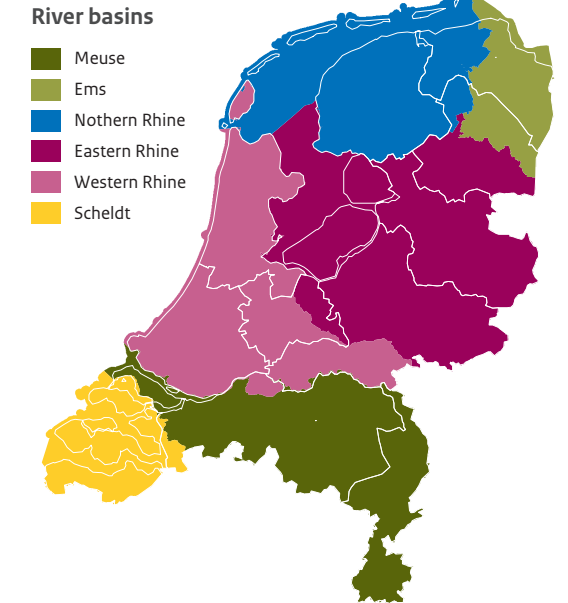 River basins
Meuse
Ems
Nothern Rhine
Eastern Rhine
Western Rhine
Scheldt